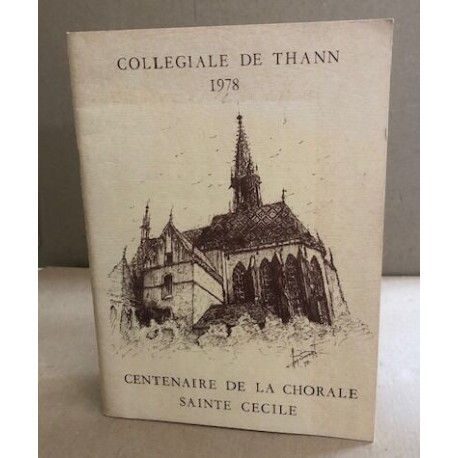 COLLEGIALE DE THANN
1978
CENTENAIRE DE LA CHORALE
SAINTE CECILE